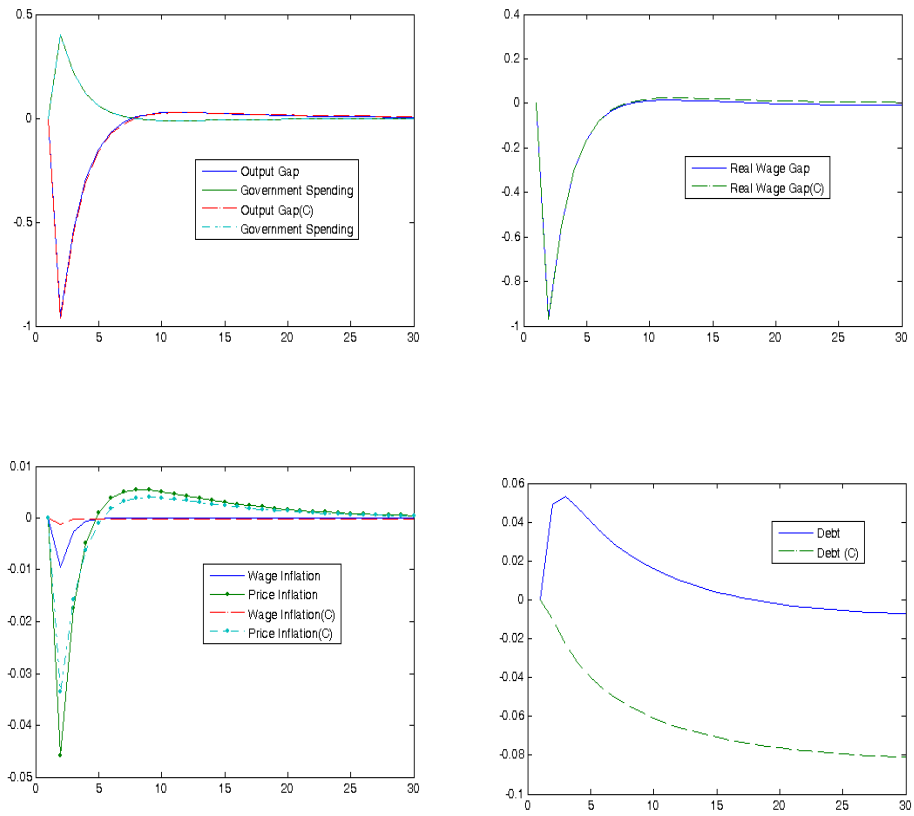 0.5
0
-0.5
-1
0 5 10 15 20 25 30
Output Gap
Government Spending
Output Gap(C)
Government Spending
0.4
0.2
0
-0.2
-0.4
-0.6
-0.8
-1
0 5 10 15 20 25 30
Real Wage Gap
Real Wage Gap(C)
0.01
0
-0.01
-0.02
-0.03
-0.04
-0.05
0 5 10 15 20 25 30
Wage Inflation
Price Inflation
Wage Inflation(C)
Price Inflation(C)
0.06
0.04
0.02
0
-0.02
-0.04
-0.06
-0.08
-0.1
0 5 10 15 20 25 30
Debt
Debt (C)